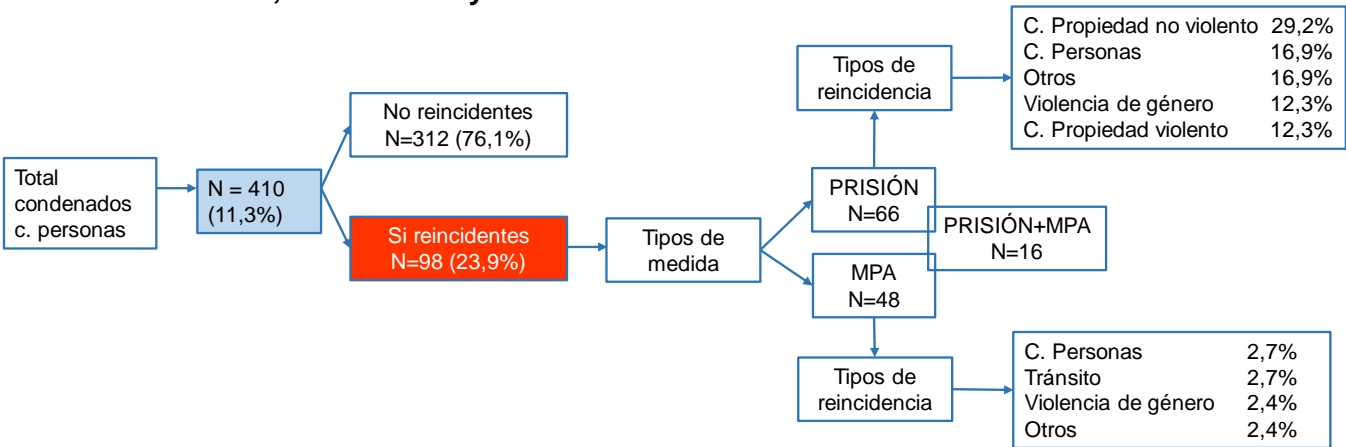 Total
condenados
c. personas
N = 410
(11,3%)
No reincidentes
N=312 (76,1%)
Si reincidentes
N=98 (23,9%)
Tipos de
medida
PRISIÓN
N=66
PRISIÓN+MPA
N=16
MPA
N=48
Tipos de
reincidencia
C. Propiedad no violento 29,2%
C. Personas 16,9%
Otros 16,9%
Violencia de género 12,3%
C. Propiedad violento 12,3%
Tipos de
reincidencia
C. Personas 2,7%
Tránsito 2,7%
Violencia de género 2,4%
Otros 2,4%